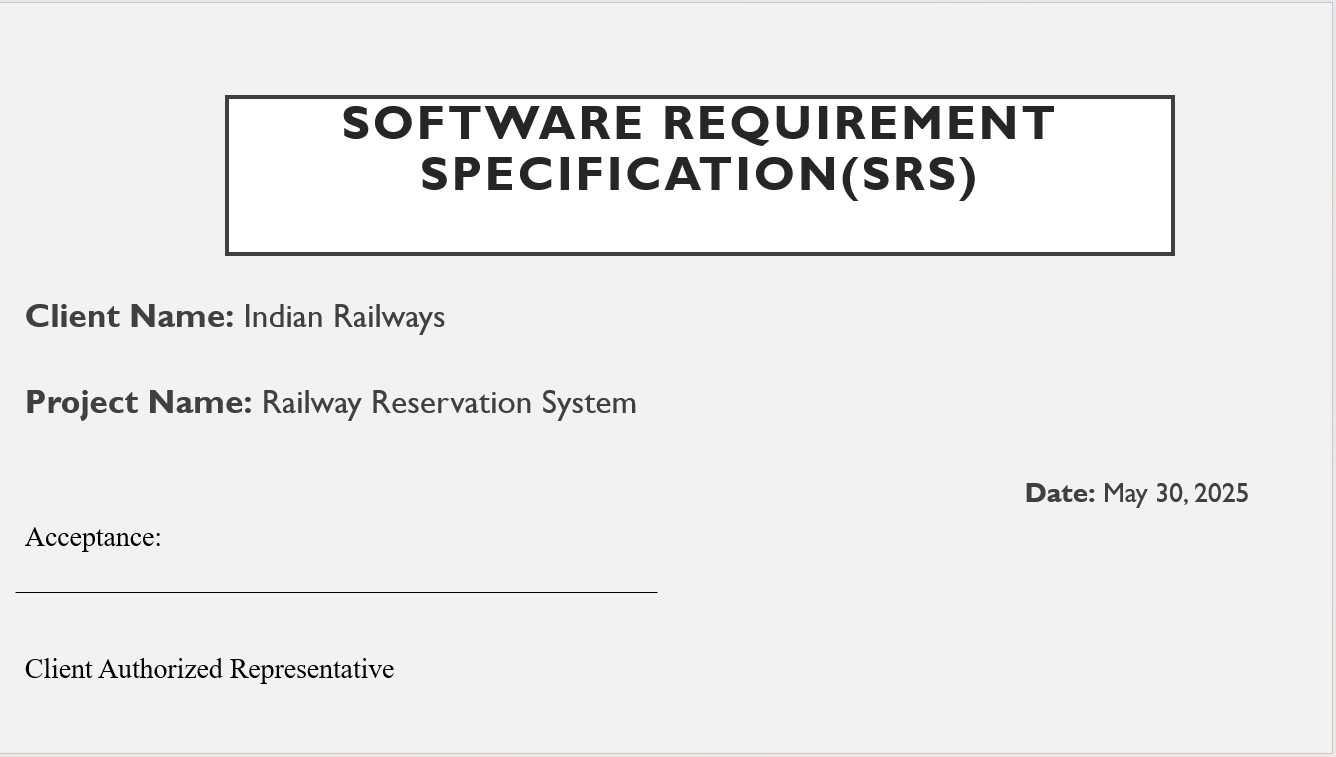 SOFTWARE REQUIREMENT
SPECIFICATION(SRS)
Client Name: Indian Railways
Project Name: Railway Reservation System
Date: May 30, 2025
Acceptance:
Client Authorized Representative